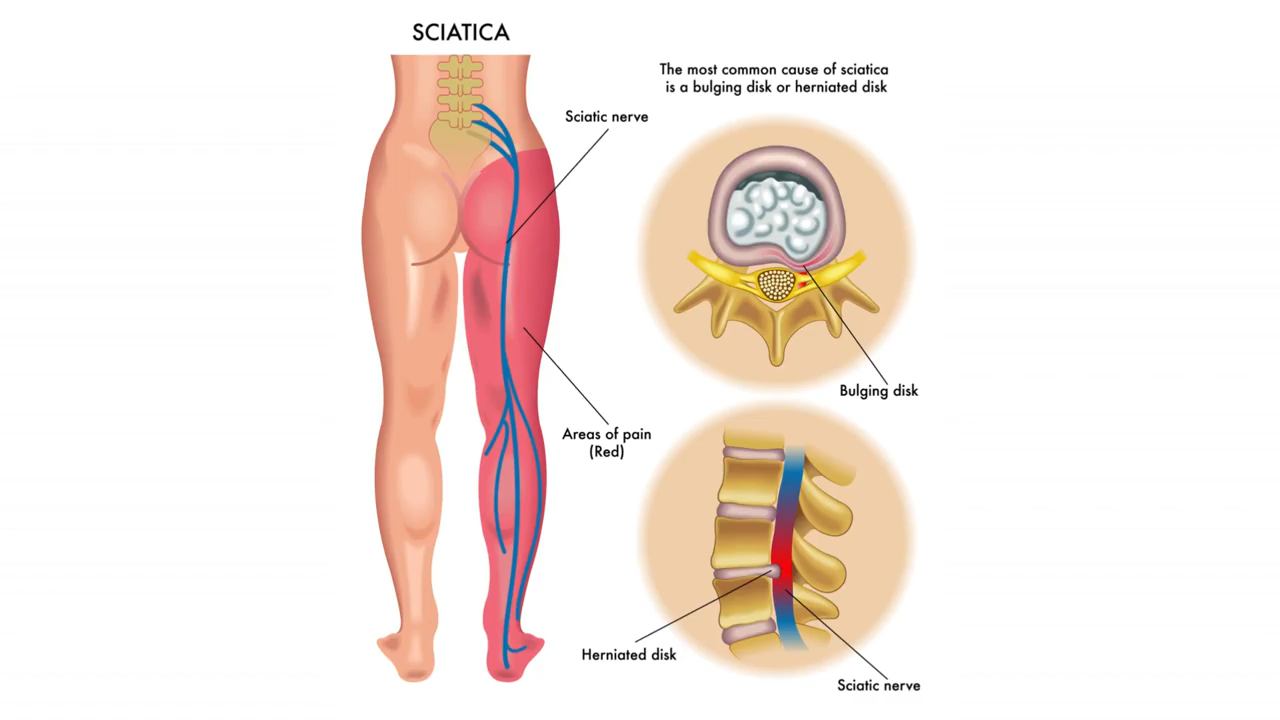 SCIATICA
The most common cause of sciatica
is a bulging disk or herniated disk
Sciatic nerve
Bulging disk
Areas of pain
(Red)
Herniated disk
Sciatic nerve